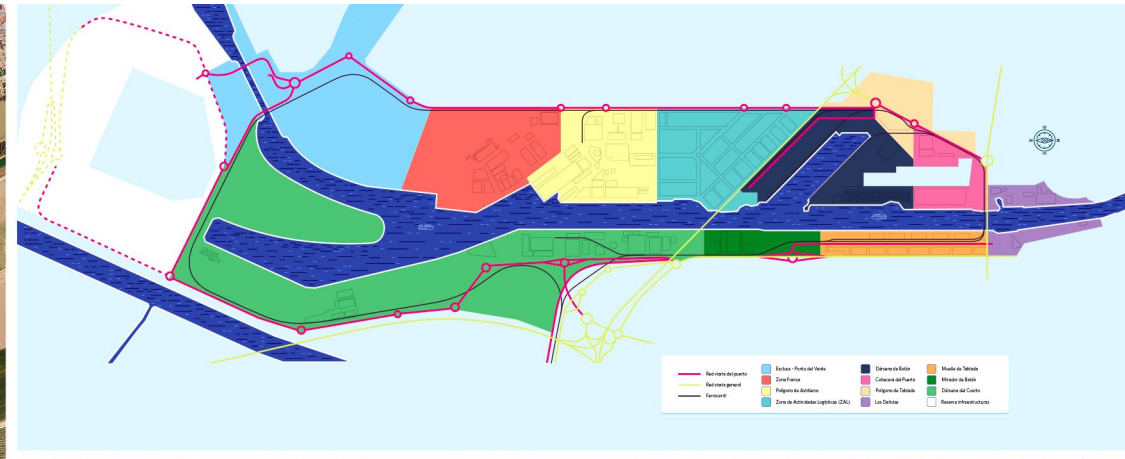 Red viaria del puerto
Red viaria general
Ferrocarril
Esclusa - Punta del Verde
Zona Franca
Polígono de Astilleros
Zona de Actividades Logísticas (ZAL)
Dársena de Batán
Cabecera del Puerto
Polígono de Tablada
Las Delicias
Muelle de Tablada
Mirador de Batán
Dársena del Cuarto
Reserva infraestructuras